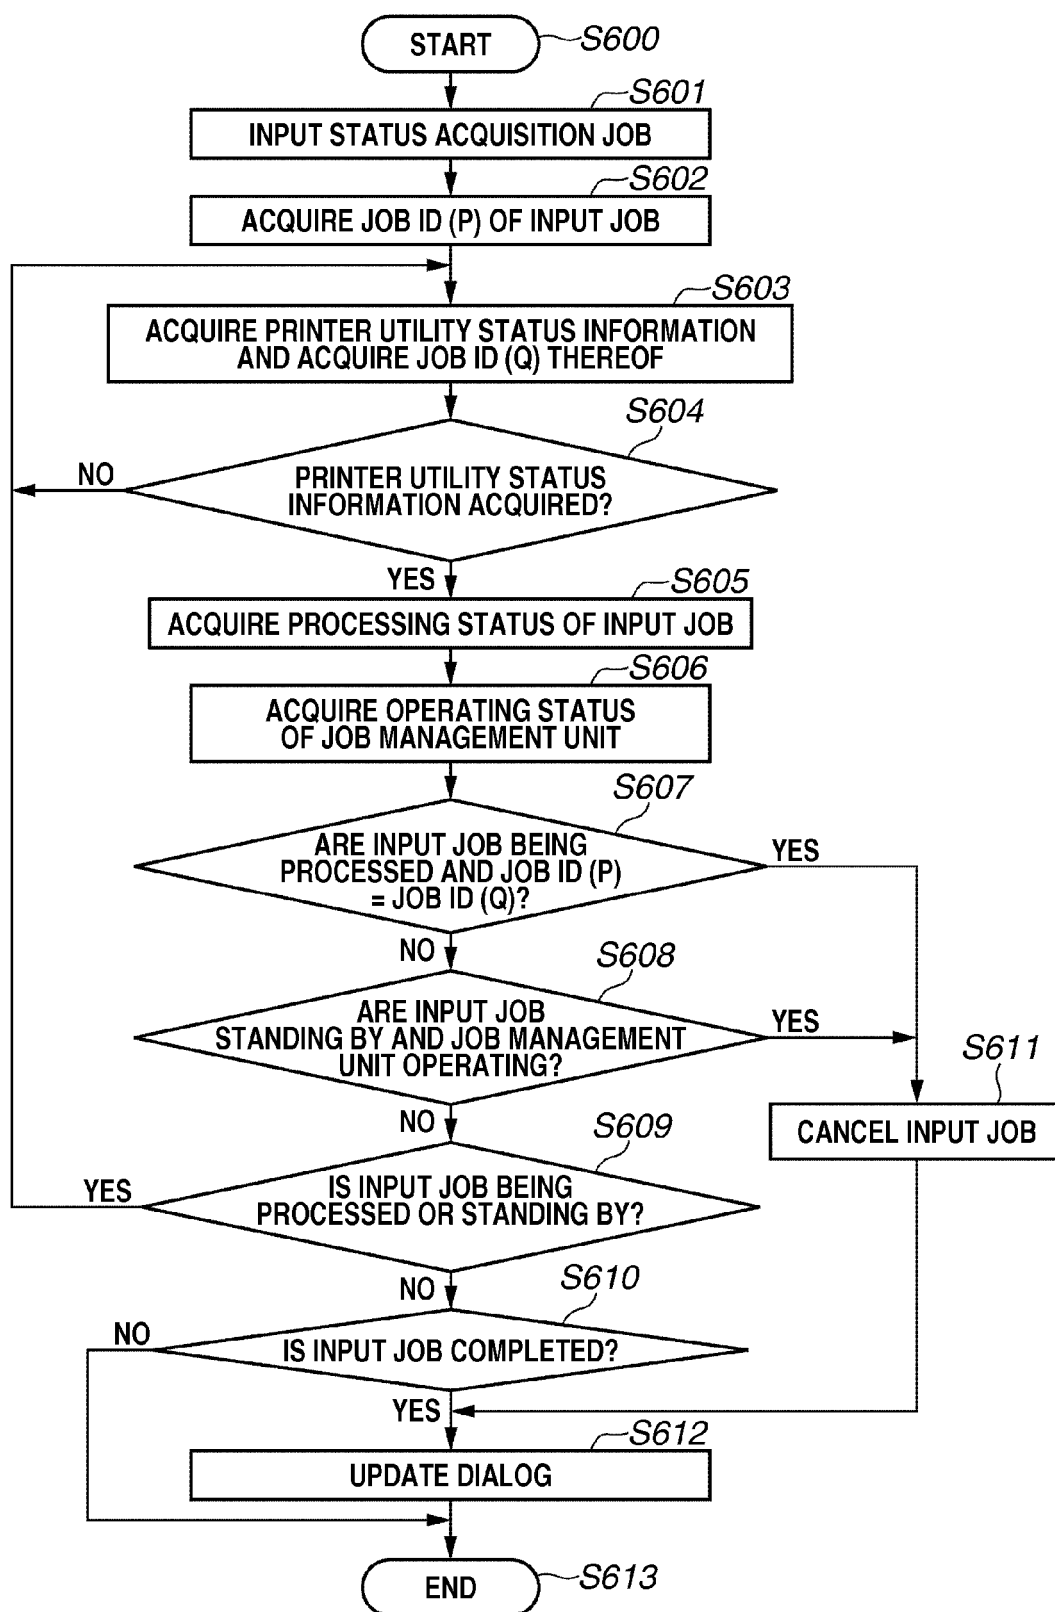 START
S600
S601
INPUT STATUS ACQUISITION JOB
S602
ACQUIRE JOB ID (P) OF INPUT JOB
S603
ACQUIRE PRINTER UTILITY STATUS INFORMATION
AND ACQUIRE JOB ID (Q) THEREOF
S604
NO
PRINTER UTILITY STATUS
INFORMATION ACQUIRED?
YES
S605
ACQUIRE PROCESSING STATUS OF INPUT JOB
S606
ACQUIRE OPERATING STATUS
OF JOB MANAGEMENT UNIT
S607
ARE INPUT JOB BEING
PROCESSED AND JOB ID (P)
= JOB ID (Q)?
YES
NO
S608
ARE INPUT JOB
STANDING BY AND JOB MANAGEMENT
UNIT OPERATING?
YES
S611
CANCEL INPUT JOB
NO
S609
YES
IS INPUT JOB BEING
PROCESSED OR STANDING BY?
NO
S610
NO
IS INPUT JOB COMPLETED?
YES
S612
UPDATE DIALOG
END
S613